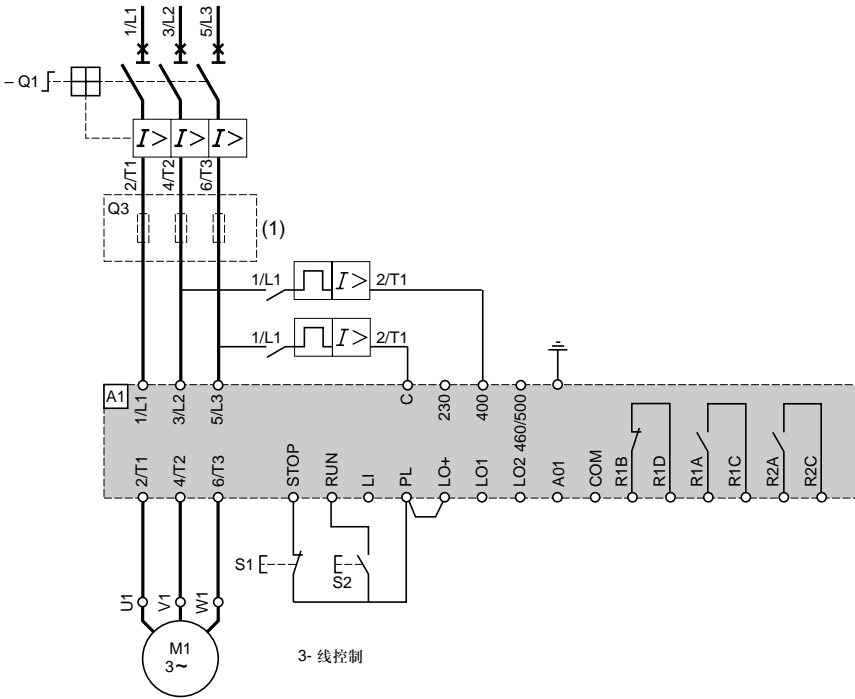 1/L1 3/L2 5/L3
– Q1
I> I> I>
2/T1 4/T2 6/T3
Q3
(1)
1/L1 I> 2/T1
1/L1 I> 2/T1
A1
1/L1 3/L2 5/L3 C 230 400 460/500
2/T1 4/T2 6/T3 STOP RUN LI PL LO+ LO1 LO2 A01 COM R1B R1D R1A R1C R2A R2C
S1 S2
U1 V1 W1
M1
3~
3- 线控制